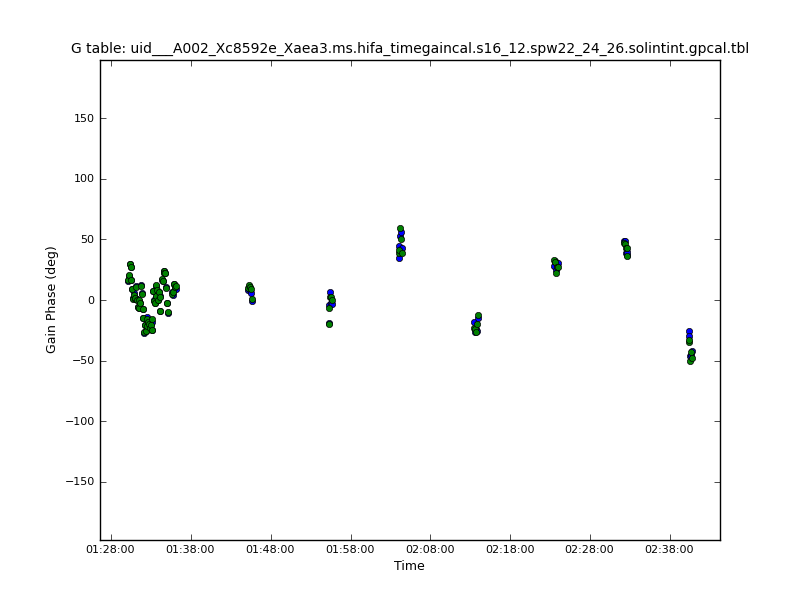 G table: uid___A002_Xc8592e_Xaea3.ms.hifa_timegaincal.s16_12.spw22_24_26.solintint.gpcal.tbl
150
100
50
0
−50
−100
−150
Gain Phase (deg)
01:28:00 01:38:00 01:48:00 01:58:00 02:08:00 02:18:00 02:28:00 02:38:00
Time